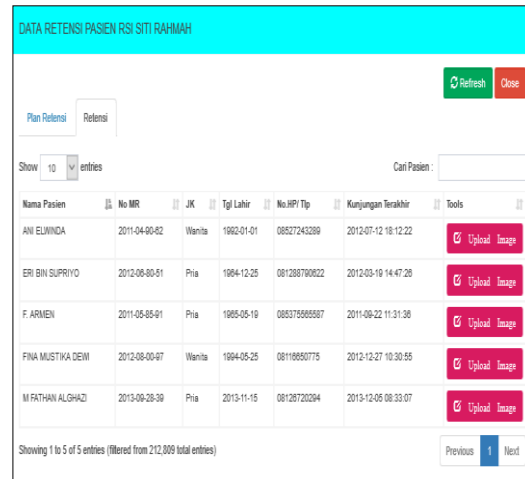 DATA RETENSI PASIEN RSI SITI RAHMAH
Refresh Close
Plan Retensi Retensi
Show 10 entries Cari Pasien :
Nama Pasien No MR JK Tgl Lahir No.HP/ Tlp Kunjungan Terakhir Tools
ANI ELWINDA 2011-04-90-62 Wanita 1992-01-01 08527243289 2012-07-12 18:12:22 Upload Image
ERI BIN SUPRIYO 2012-06-80-51 Pria 1964-12-25 081288790622 2012-03-19 14:47:26 Upload Image
F. ARMEN 2011-05-85-91 Pria 1965-05-19 085375565587 2011-09-22 11:31:36 Upload Image
FINA MUSTIKA DEWI 2012-08-00-97 Wanita 1994-05-25 08116650775 2012-12-27 10:30:55 Upload Image
M FATHAN ALGHAZI 2013-09-28-39 Pria 2013-11-15 08126720294 2013-12-05 08:33:07 Upload Image
Showing 1 to 5 of 5 entries (filtered from 212,809 total entries) Previous 1 Next